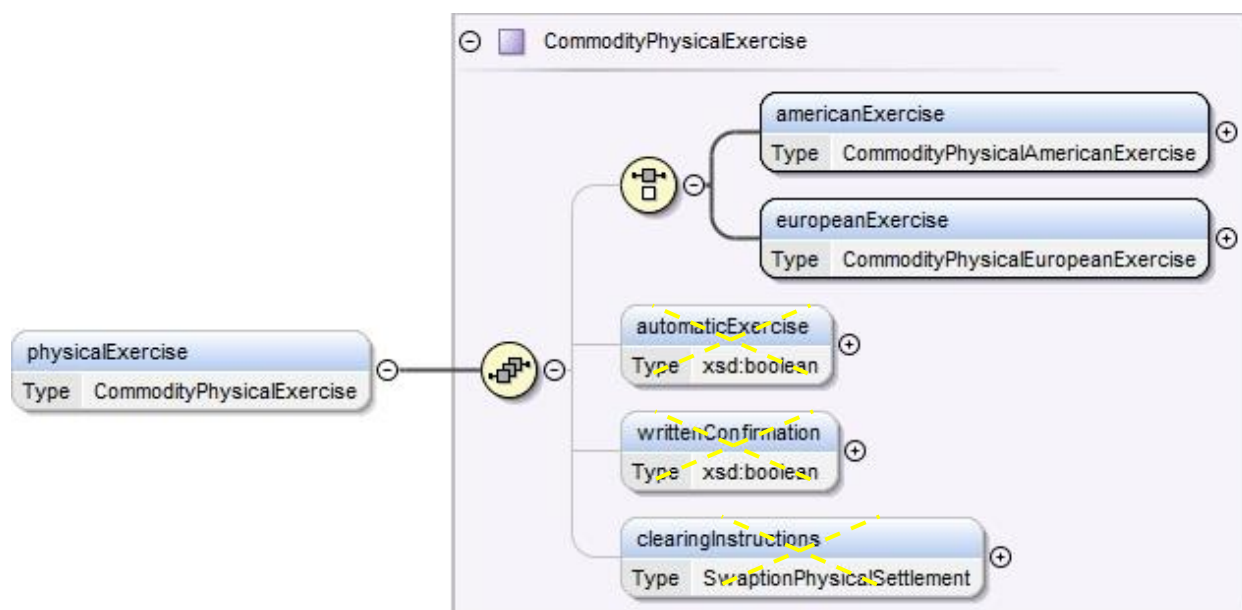 CommodityPhysicalExercise
americanExercise
Type CommodityPhysicalAmericanExercise
europeanExercise
Type CommodityPhysicalEuropeanExercise
automaticExercise
Type xsd:boolean
physicalExercise
Type CommodityPhysicalExercise
writtenConfirmation
Type xsd:boolean
clearingInstructions
Type SwaptionPhysicalSettlement